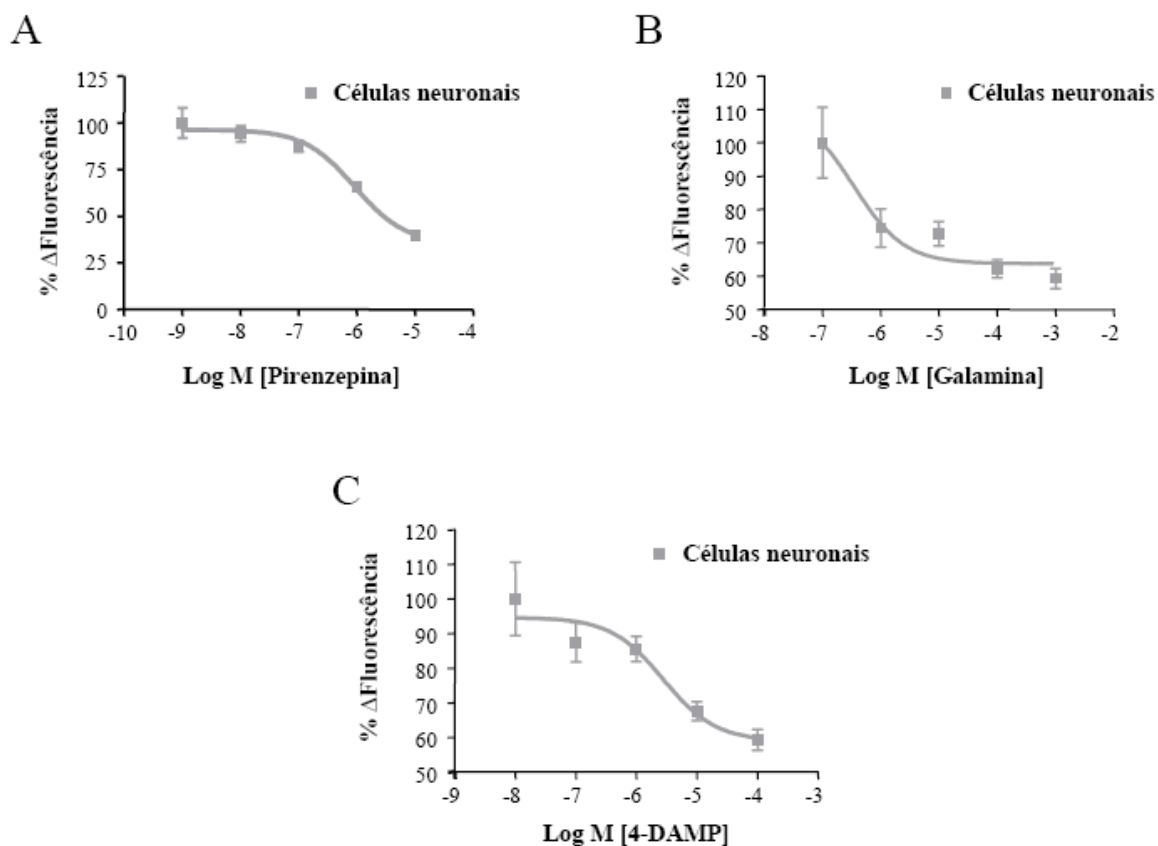 A
% ΔFluorescência
125
100
75
50
25
0
-10 -9 -8 -7 -6 -5 -4
Log M [Pirenzepina]
Células neuronais
B
% ΔFluorescência
120
110
100
90
80
70
60
50
-8 -7 -6 -5 -4 -3 -2
Log M [Galamina]
Células neuronais
C
% ΔFluorescência
120
110
100
90
80
70
60
50
-9 -8 -7 -6 -5 -4 -3
Log M [4-DAMP]
Células neuronais